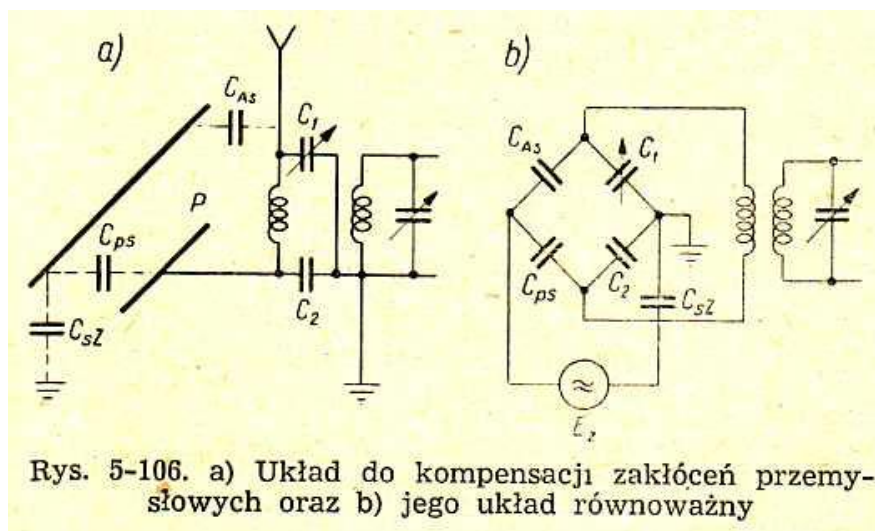 a)
b)
C_As
C_1
P
C_ps
C_2
C_sZ
C_As
C_1
C_ps
C_2
C_sZ
E_z
Rys. 5-106. a) Układ do kompensacji zakłóceń przemy-
słowych oraz b) jego układ równoważny